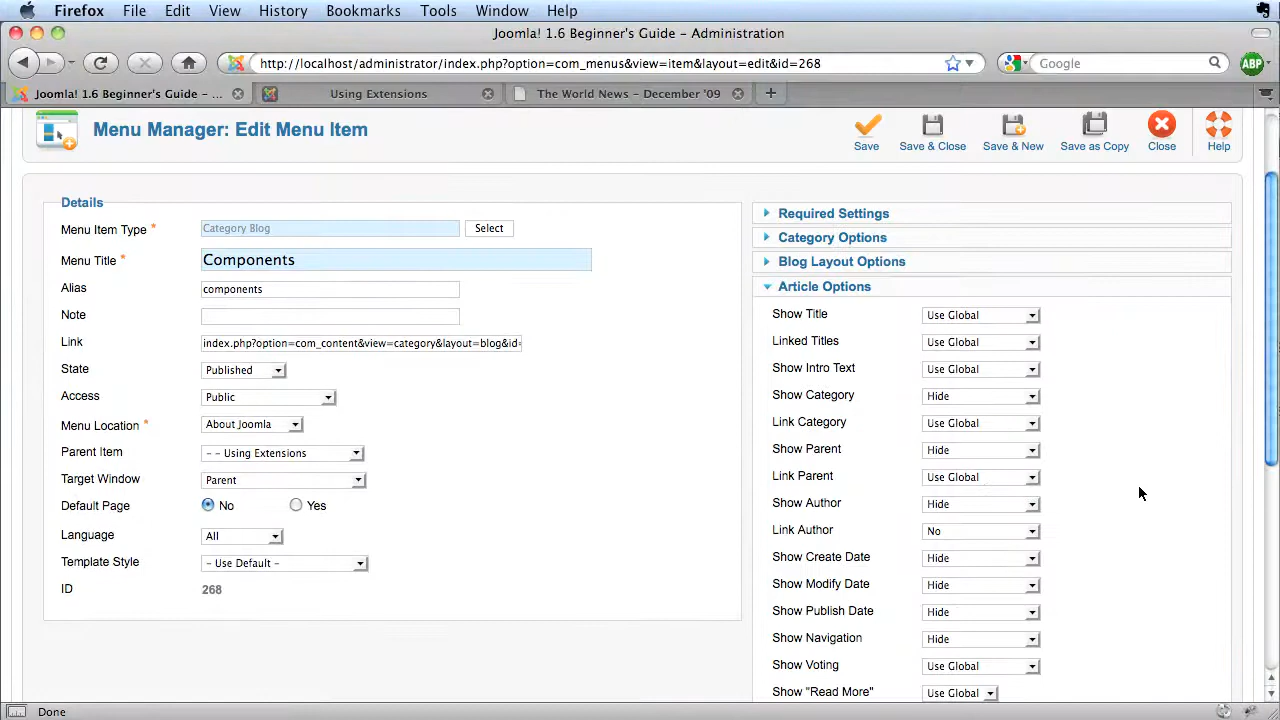 Firefox File Edit View History Bookmarks Tools Window Help
Joomla! 1.6 Beginner's Guide – Administration
http://localhost/administrator/index.php?option=com_menus&view=item&layout=edit&id=268
Google
ABP
Joomla! 1.6 Beginner's Guide – ...
Using Extensions
The World News – December '09
Menu Manager: Edit Menu Item
Save
Save & Close
Save & New
Save as Copy
Close
Help
Details
Menu Item Type * Category Blog Select
Menu Title * Components
Alias components
Note
Link index.php?option=com_content&view=category&layout=blog&id=
State Published
Access Public
Menu Location * About Joomla
Parent Item - - Using Extensions
Target Window Parent
Default Page No Yes
Language All
Template Style - Use Default -
ID 268
Required Settings
Category Options
Blog Layout Options
Article Options
Show Title Use Global
Linked Titles Use Global
Show Intro Text Use Global
Show Category Hide
Link Category Use Global
Show Parent Hide
Link Parent Use Global
Show Author Hide
Link Author No
Show Create Date Hide
Show Modify Date Hide
Show Publish Date Hide
Show Navigation Hide
Show Voting Use Global
Show "Read More" Use Global
Done